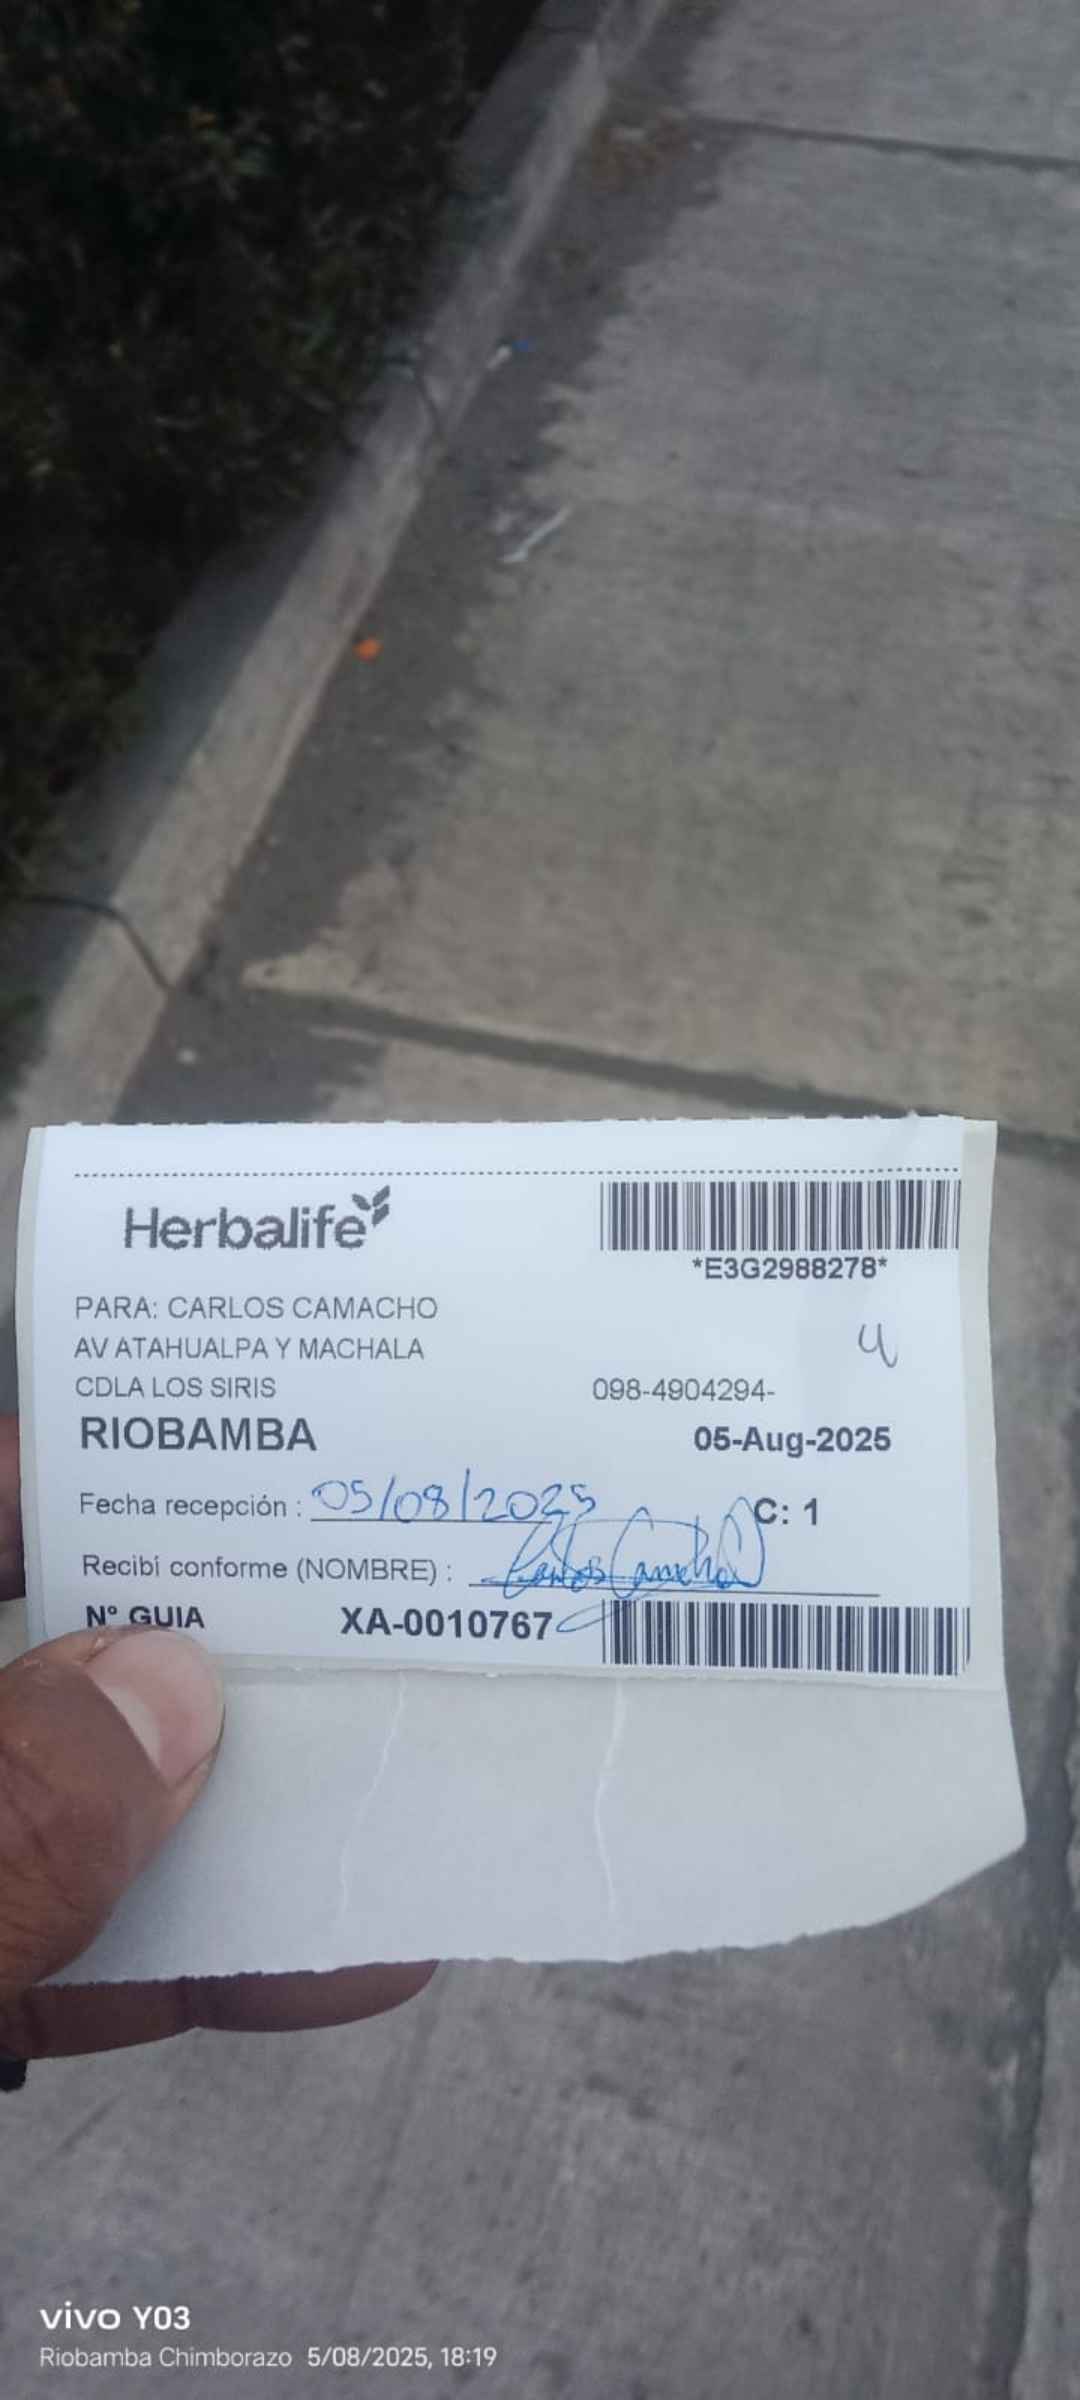 Herbalife
*E3G2988278*
PARA: CARLOS CAMACHO
AV ATAHUALPA Y MACHALA
4
CDLA LOS SIRIS 098-4904294-
RIOBAMBA 05-Aug-2025
Fecha recepción : 05/08/2025 C: 1
Recibí conforme (NOMBRE) : Carlos Camacho
Nº GUIA XA-0010767
vivo Y03
Riobamba Chimborazo 5/08/2025, 18:19